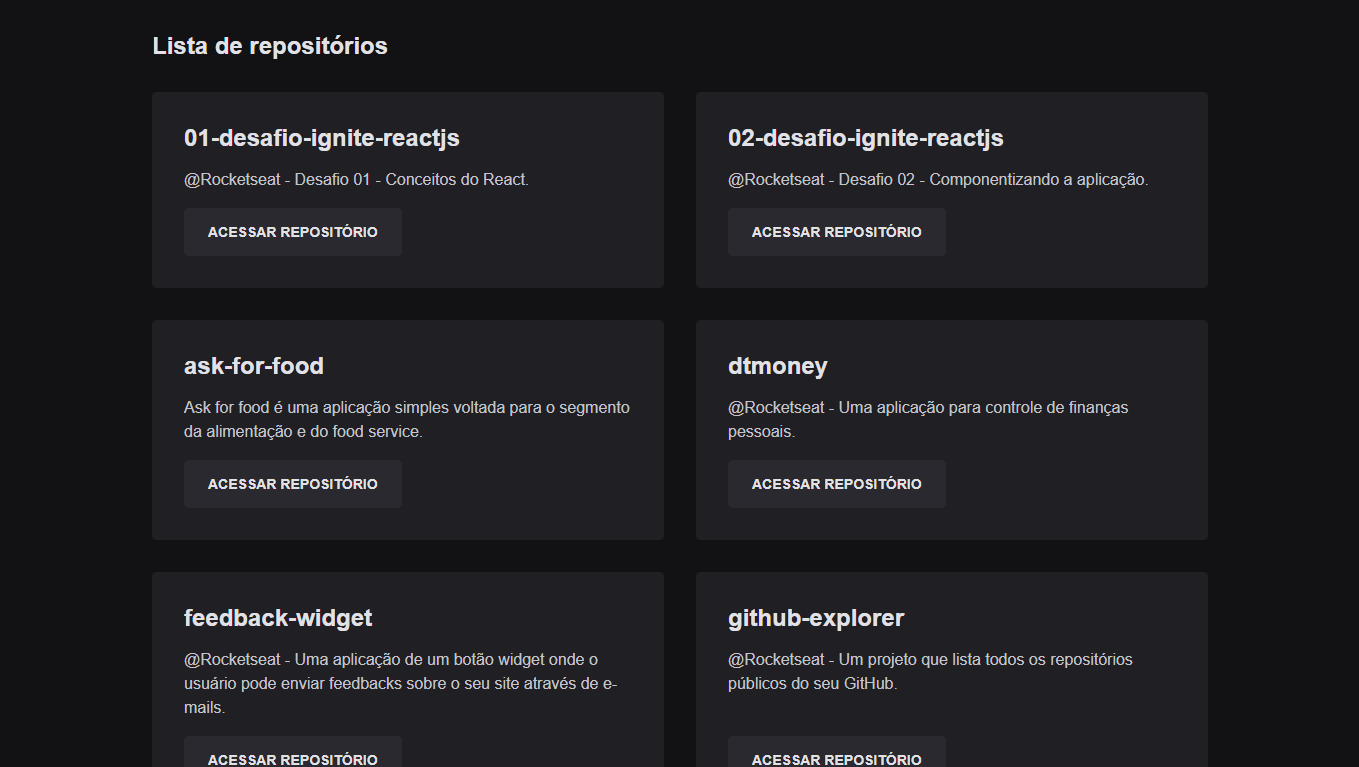 Lista de repositórios
01-desafio-ignite-reactjs
@Rocketseat - Desafio 01 - Conceitos do React.
ACESSAR REPOSITÓRIO
02-desafio-ignite-reactjs
@Rocketseat - Desafio 02 - Componentizando a aplicação.
ACESSAR REPOSITÓRIO
ask-for-food
Ask for food é uma aplicação simples voltada para o segmento
da alimentação e do food service.
ACESSAR REPOSITÓRIO
dtmoney
@Rocketseat - Uma aplicação para controle de finanças
pessoais.
ACESSAR REPOSITÓRIO
feedback-widget
@Rocketseat - Uma aplicação de um botão widget onde o
usuário pode enviar feedbacks sobre o seu site através de e-
mails.
ACESSAR REPOSITÓRIO
github-explorer
@Rocketseat - Um projeto que lista todos os repositórios
públicos do seu GitHub.
ACESSAR REPOSITÓRIO